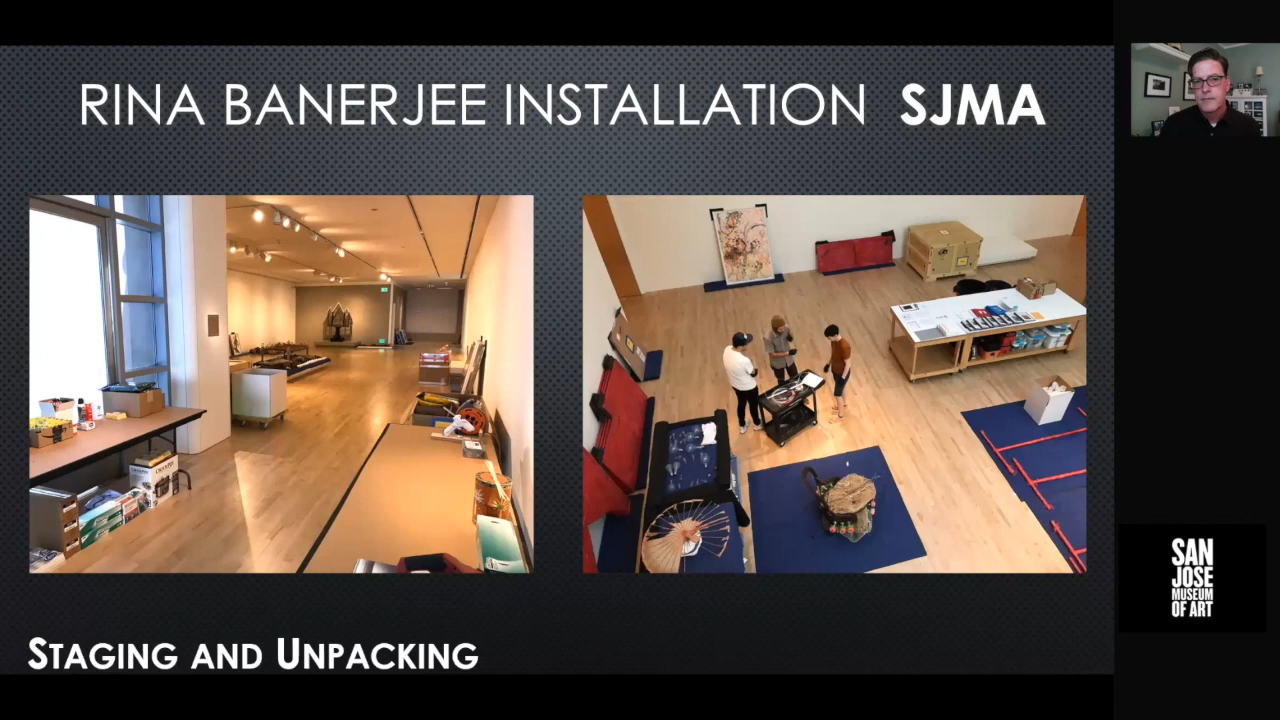 RINA BANERJEE INSTALLATION SJMA
STAGING AND UNPACKING
SAN
JOSE
MUSEUM
OF ART